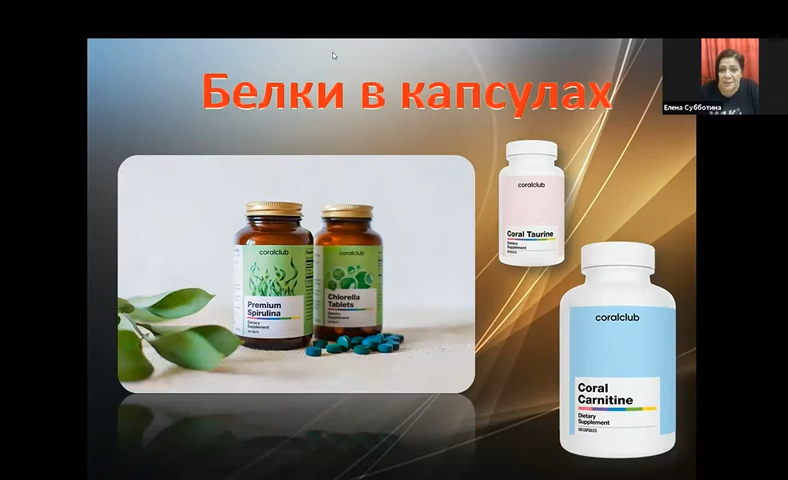 Белки в капсулах
Елена Субботина
coralclub
Premium
Spirulina
Dietary
Supplement
coralclub
Chlorella
Tablets
Dietary
Supplement
coralclub
Coral Taurine
Dietary
Supplement
coralclub
Coral
Carnitine
Dietary
Supplement